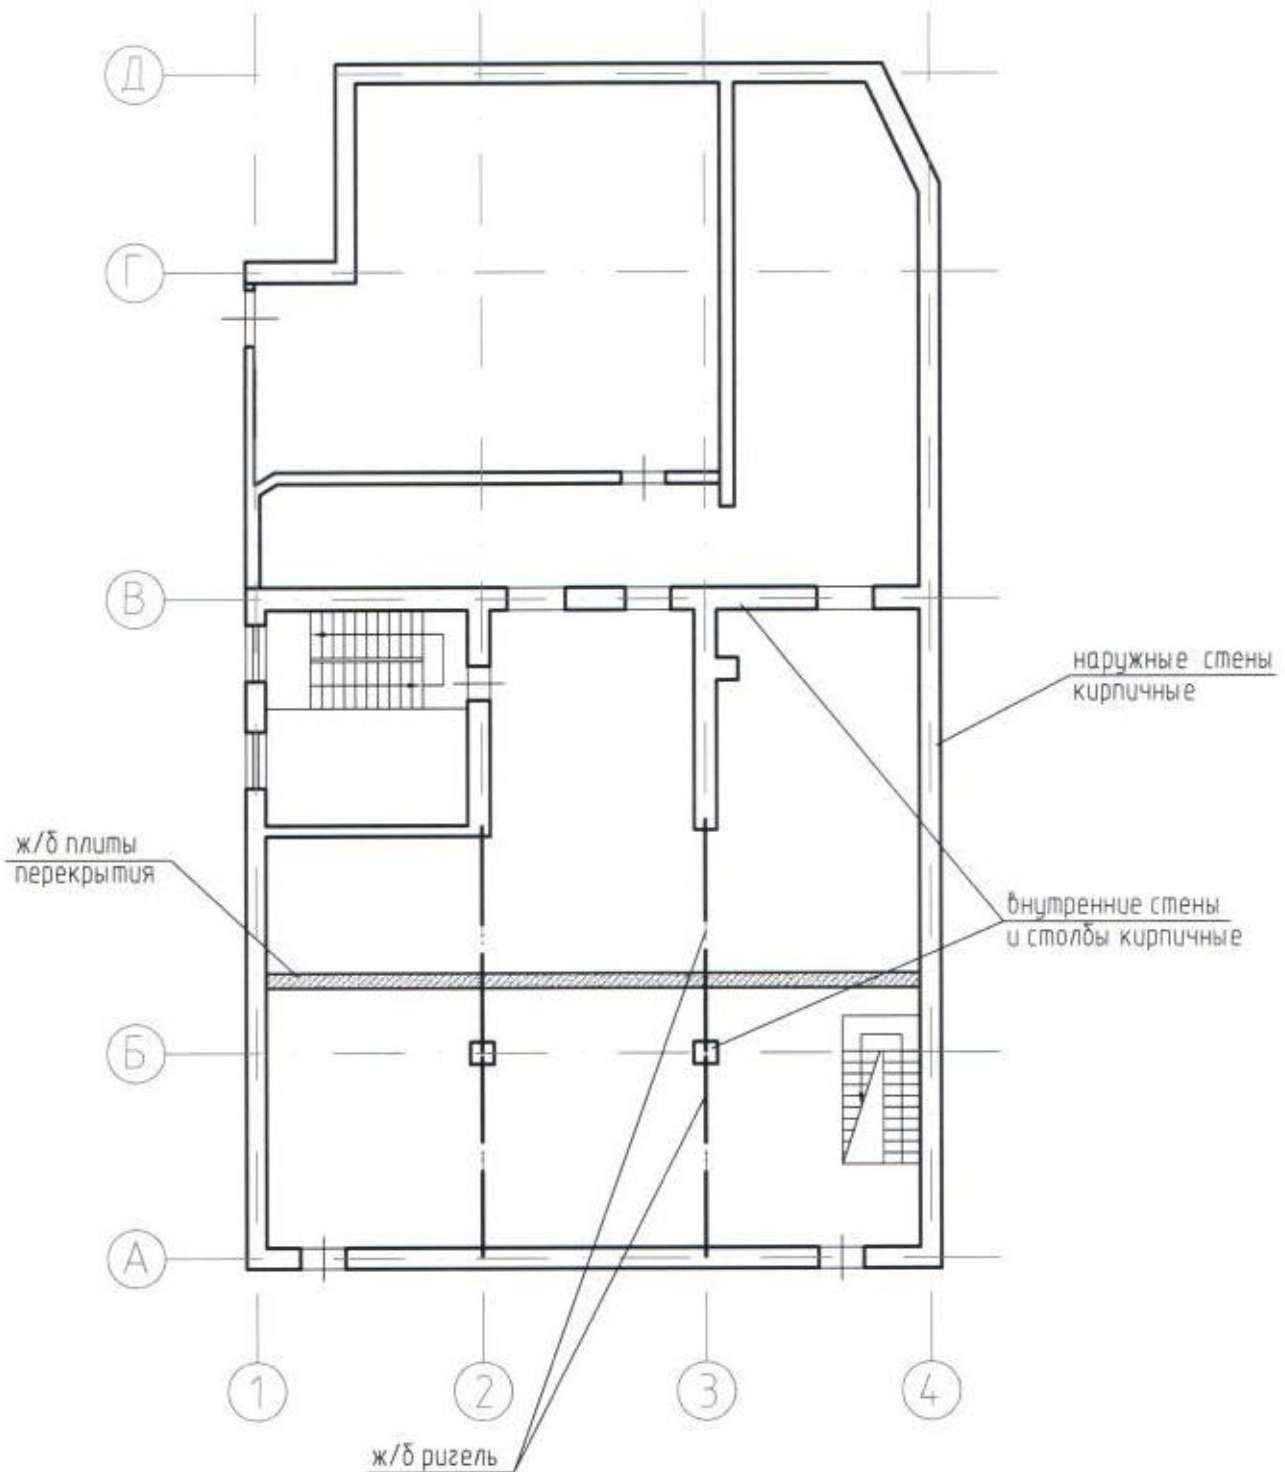 Д
Г
В
наружные стены
кирпичные
ж/б плиты
перекрытия
внутренние стены
и столбы кирпичные
Б
А
1
2
3
4
ж/б ригель